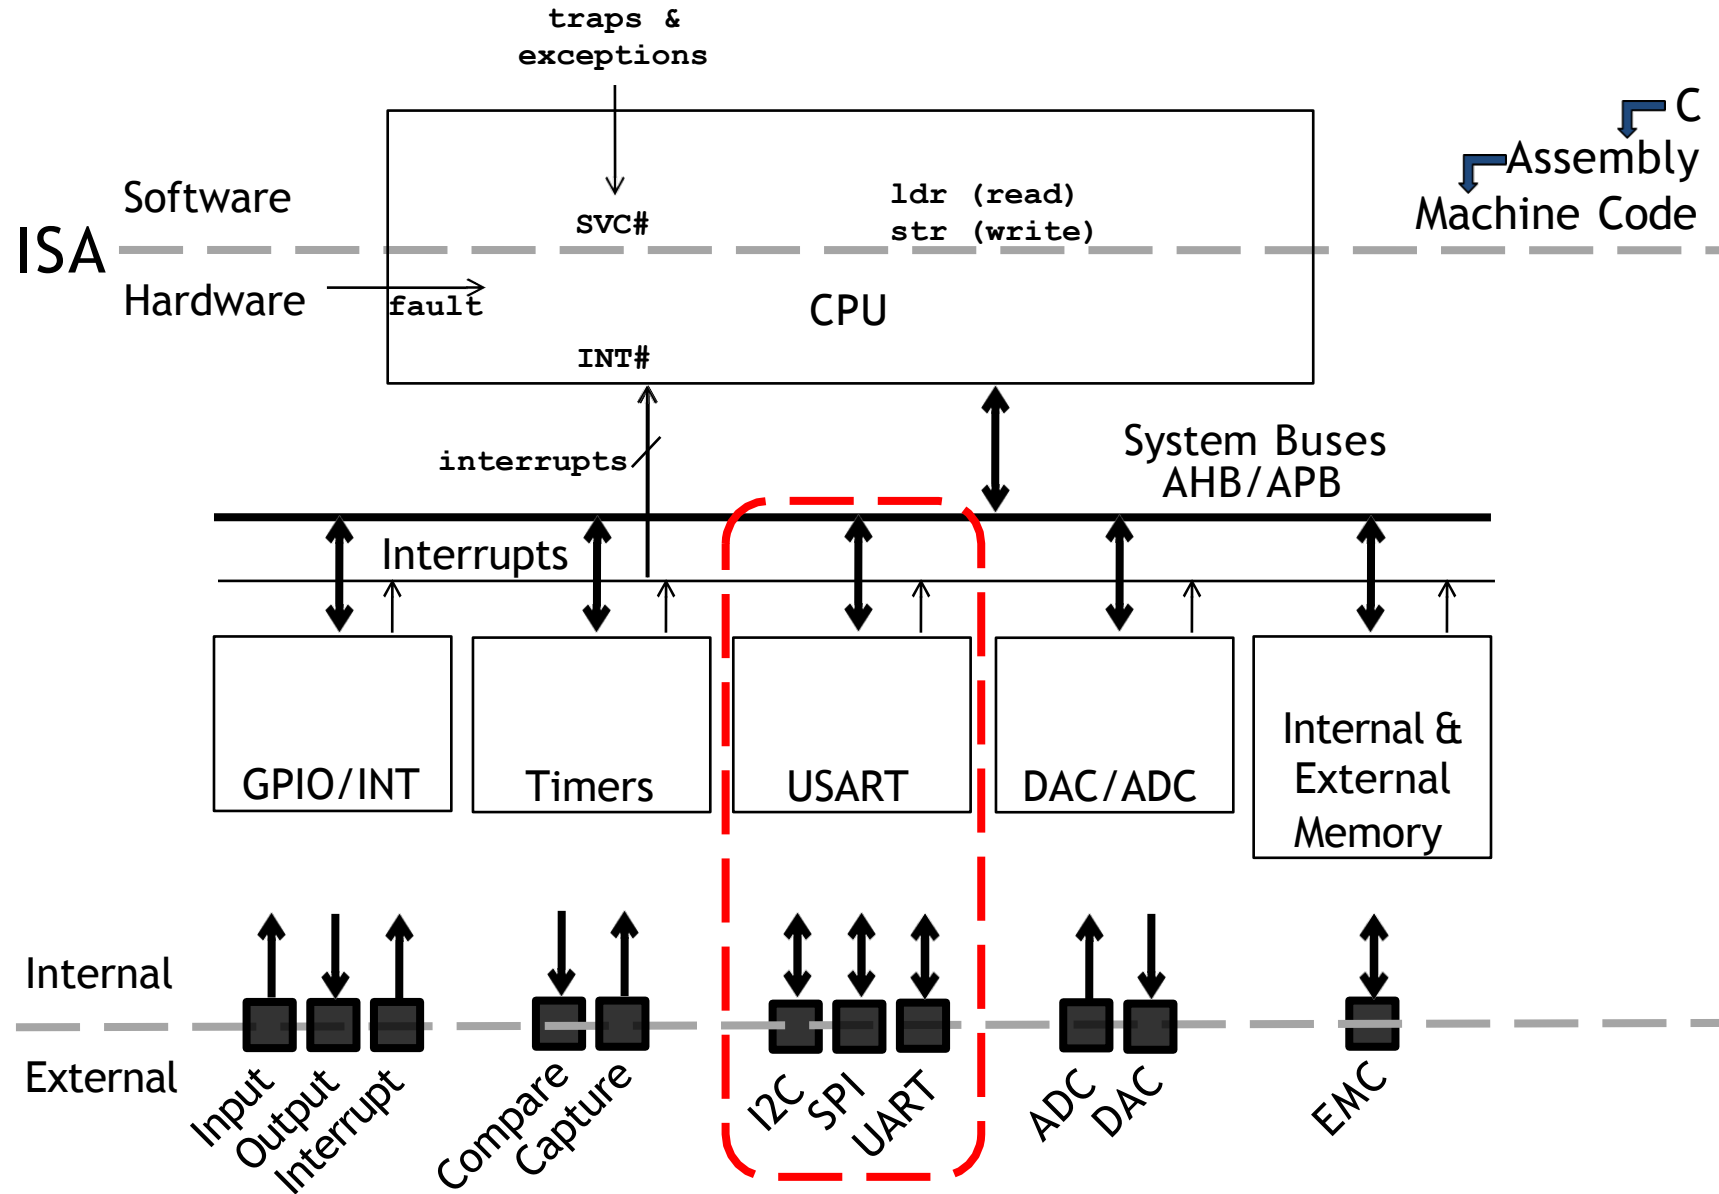 traps &
exceptions
C
Assembly
Machine Code
Software
ldr (read)
SVC#
str (write)
ISA
Hardware
fault
CPU
INT#
interrupts
System Buses
AHB/APB
Interrupts
GPIO/INT
Timers
USART
DAC/ADC
Internal &
External
Memory
Internal
External
Input
Output
Interrupt
Compare
Capture
I2C
SPI
UART
ADC
DAC
EMC